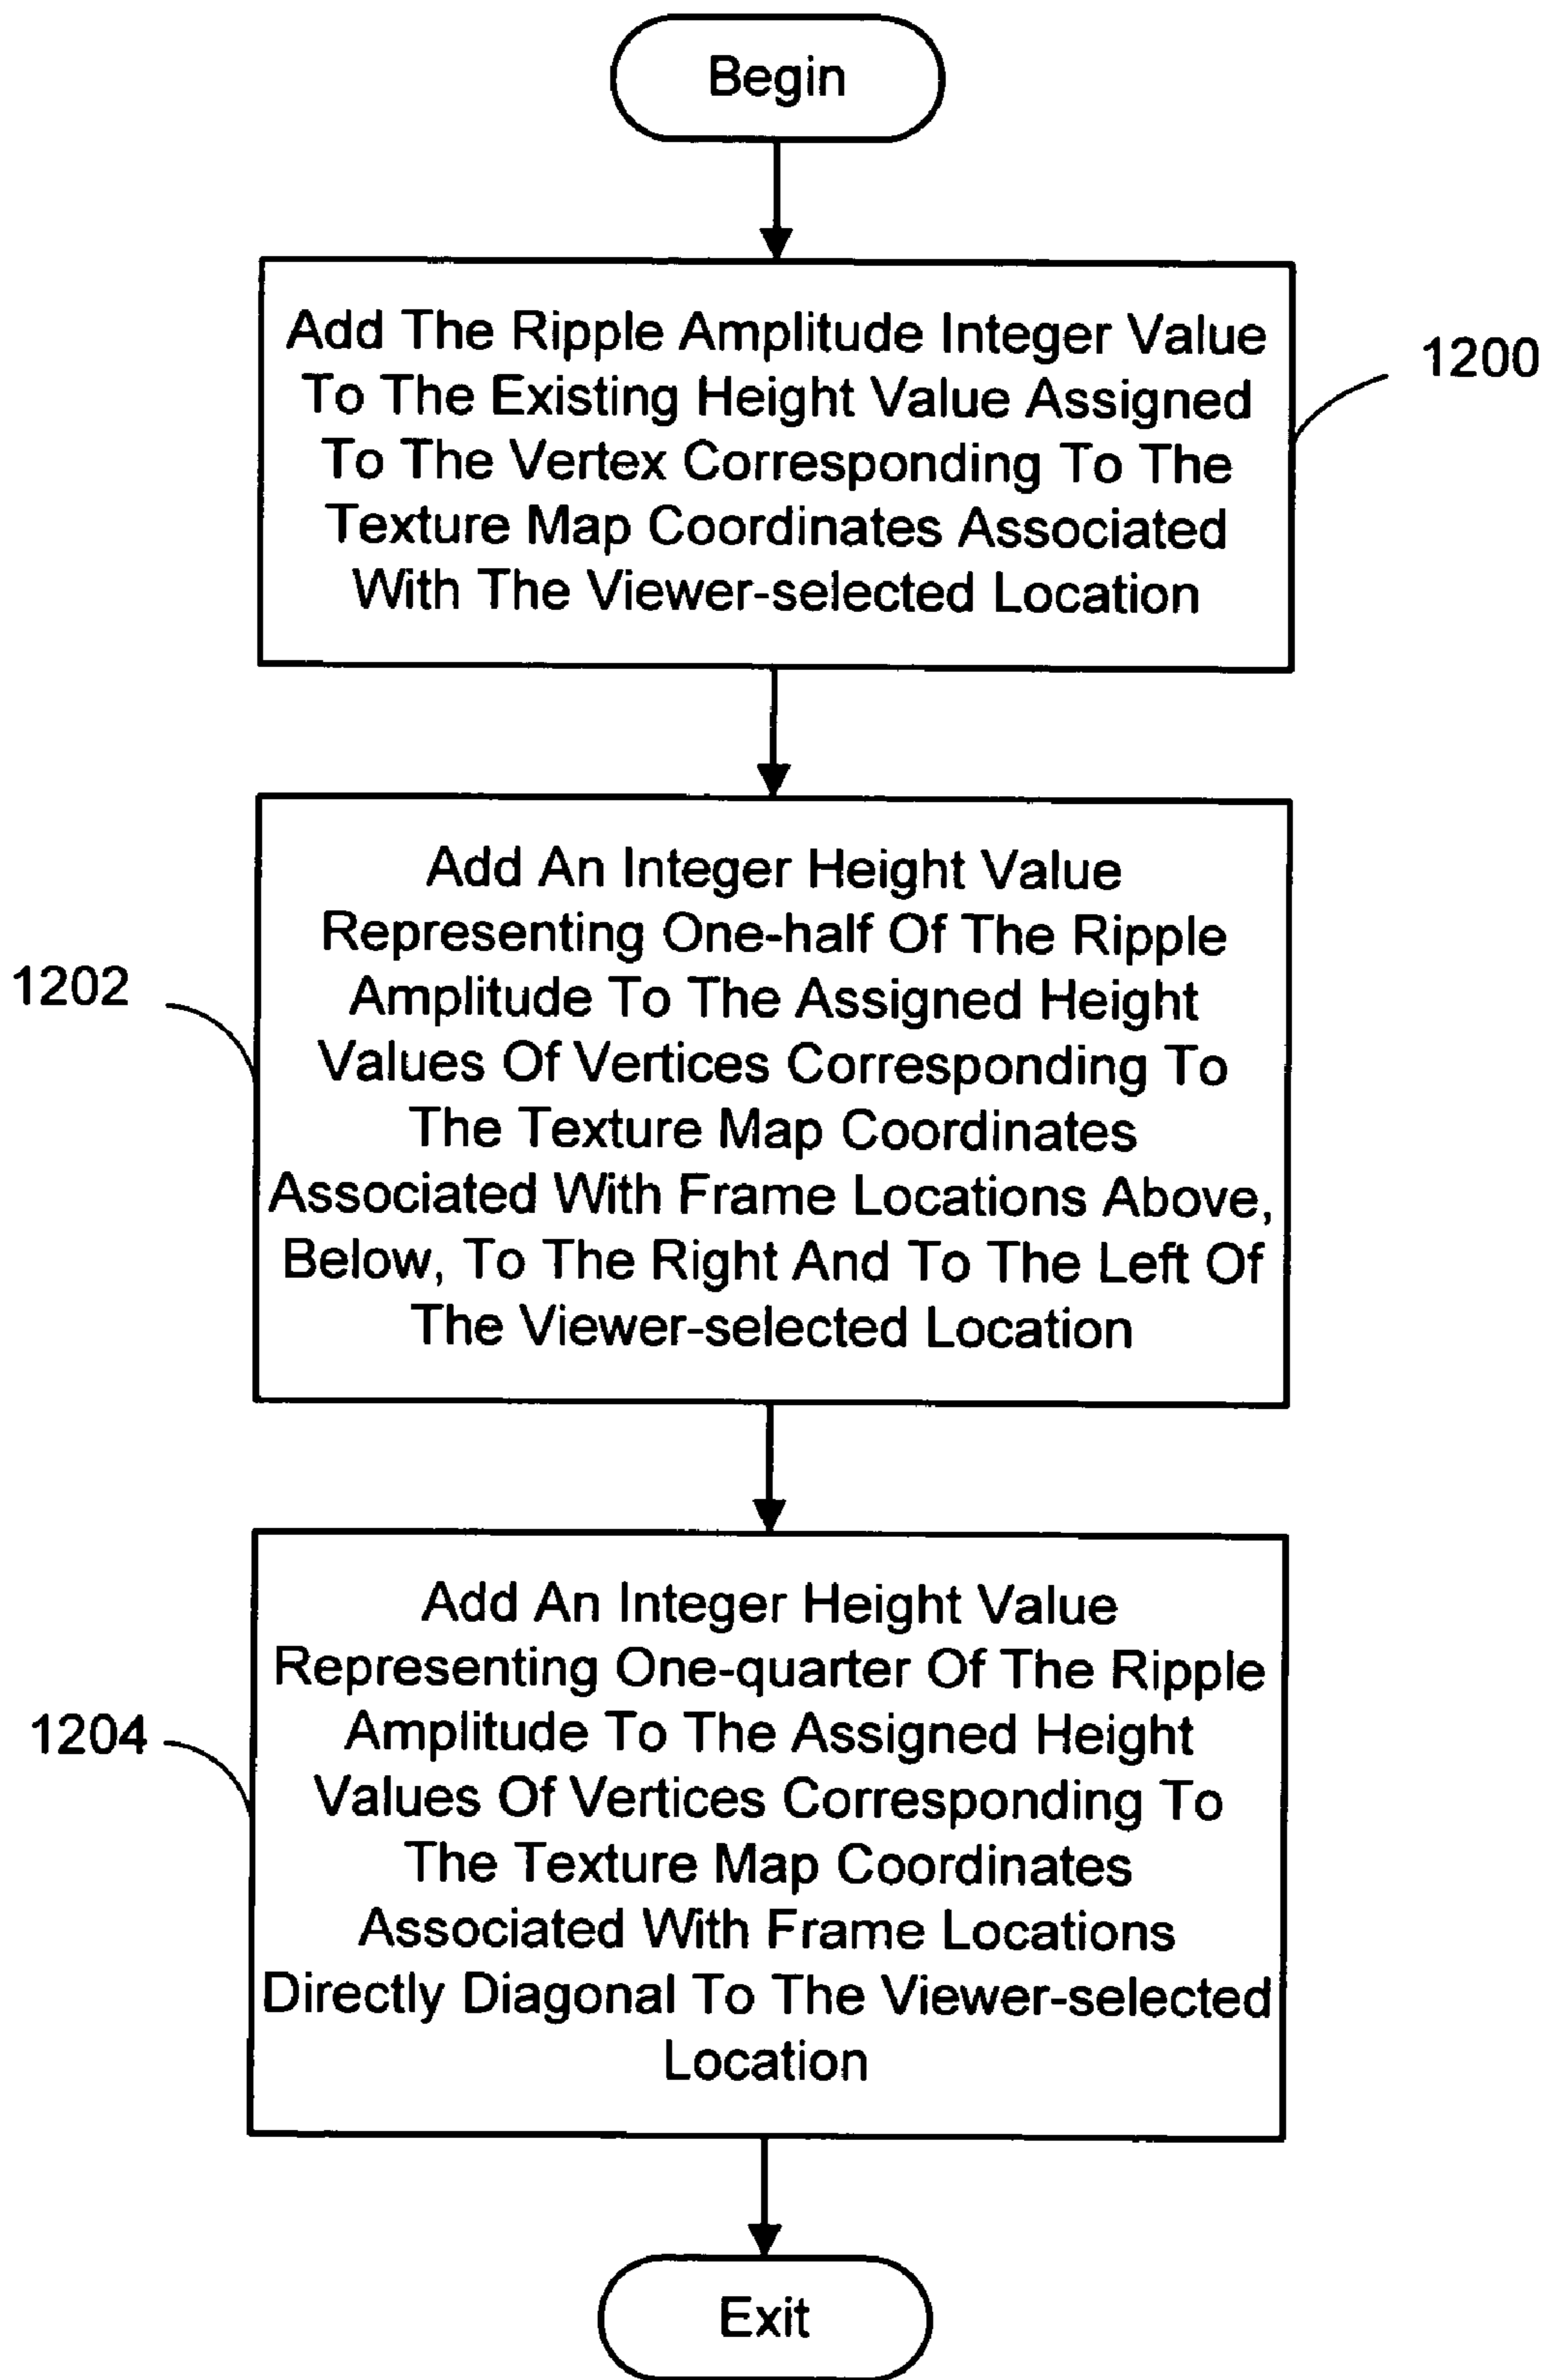 Begin
Add The Ripple Amplitude Integer Value
To The Existing Height Value Assigned
To The Vertex Corresponding To The
Texture Map Coordinates Associated
With The Viewer-selected Location
1200
Add An Integer Height Value
Representing One-half Of The Ripple
Amplitude To The Assigned Height
Values Of Vertices Corresponding To
The Texture Map Coordinates
Associated With Frame Locations Above,
Below, To The Right And To The Left Of
The Viewer-selected Location
1202
Add An Integer Height Value
Representing One-quarter Of The Ripple
Amplitude To The Assigned Height
Values Of Vertices Corresponding To
The Texture Map Coordinates
Associated With Frame Locations
Directly Diagonal To The Viewer-selected
Location
1204
Exit